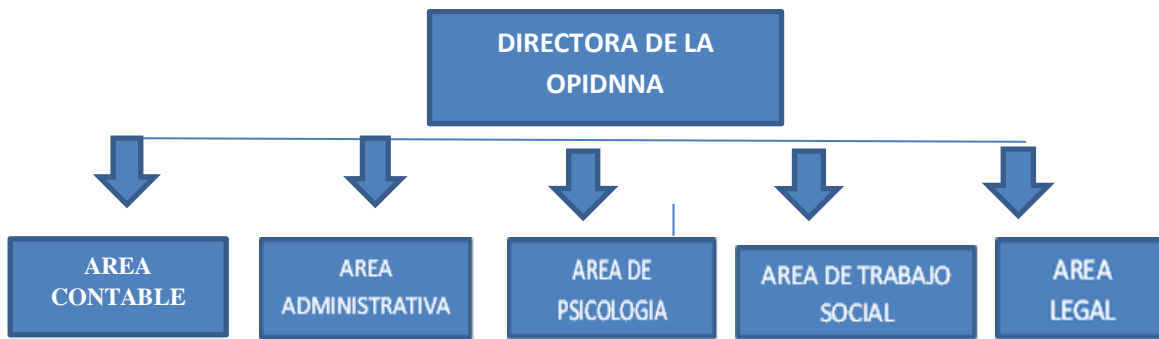 DIRECTORA DE LA
OPIDNNA
AREA
CONTABLE
AREA
ADMINISTRATIVA
AREA DE
PSICOLOGIA
AREA DE TRABAJO
SOCIAL
AREA
LEGAL